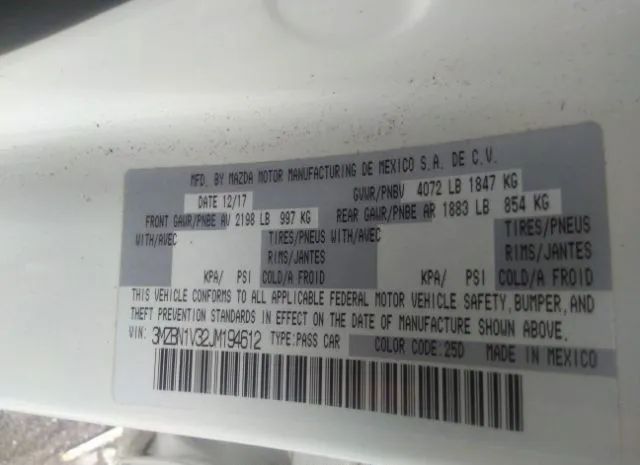 MFD. BY MAZDA MOTOR MANUFACTURING DE MEXICO S.A. DE C.V.
DATE 12/17 GVWR/PNBV 4072 LB 1847 KG
FRONT GAWR/PNBE AV 2198 LB 997 KG REAR GAWR/PNBE AR 1883 LB 854 KG
WITH/AVEC TIRES/PNEUS WITH/AVEC TIRES/PNEUS
RIMS/JANTES RIMS/JANTES
KPA/ PSI COLD/A FROID KPA/ PSI COLD/A FROID
THIS VEHICLE CONFORMS TO ALL APPLICABLE FEDERAL MOTOR VEHICLE SAFETY, BUMPER, AND
THEFT PREVENTION STANDARDS IN EFFECT ON THE DATE OF MANUFACTURE SHOWN ABOVE.
VIN: 3MZBN1V32JM194612 TYPE:PASS CAR COLOR CODE:25D MADE IN MEXICO